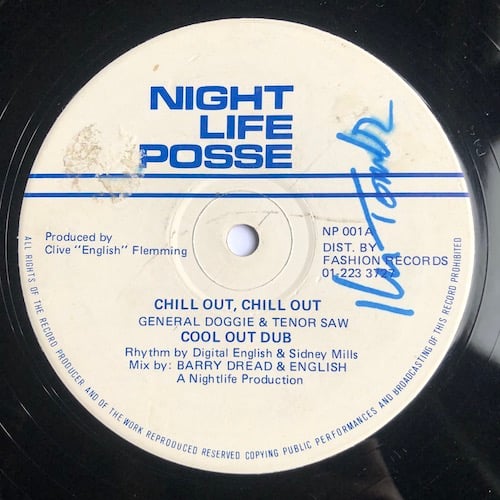 NIGHT
LIFE
POSSE
Produced by
Clive "English" Flemming
NP 001A
DIST. BY
FASHION RECORDS
01-223 3727
CHILL OUT, CHILL OUT
GENERAL DOGGIE & TENOR SAW
COOL OUT DUB
Rhythm by Digital English & Sidney Mills
Mix by: BARRY DREAD & ENGLISH
A Nightlife Production
ALL RIGHTS OF THE RECORD PRODUCER AND OF THE WORK REPRODUCED RESERVED COPYING PUBLIC PERFORMANCES AND BROADCASTING OF THIS RECORD PROHIBITED